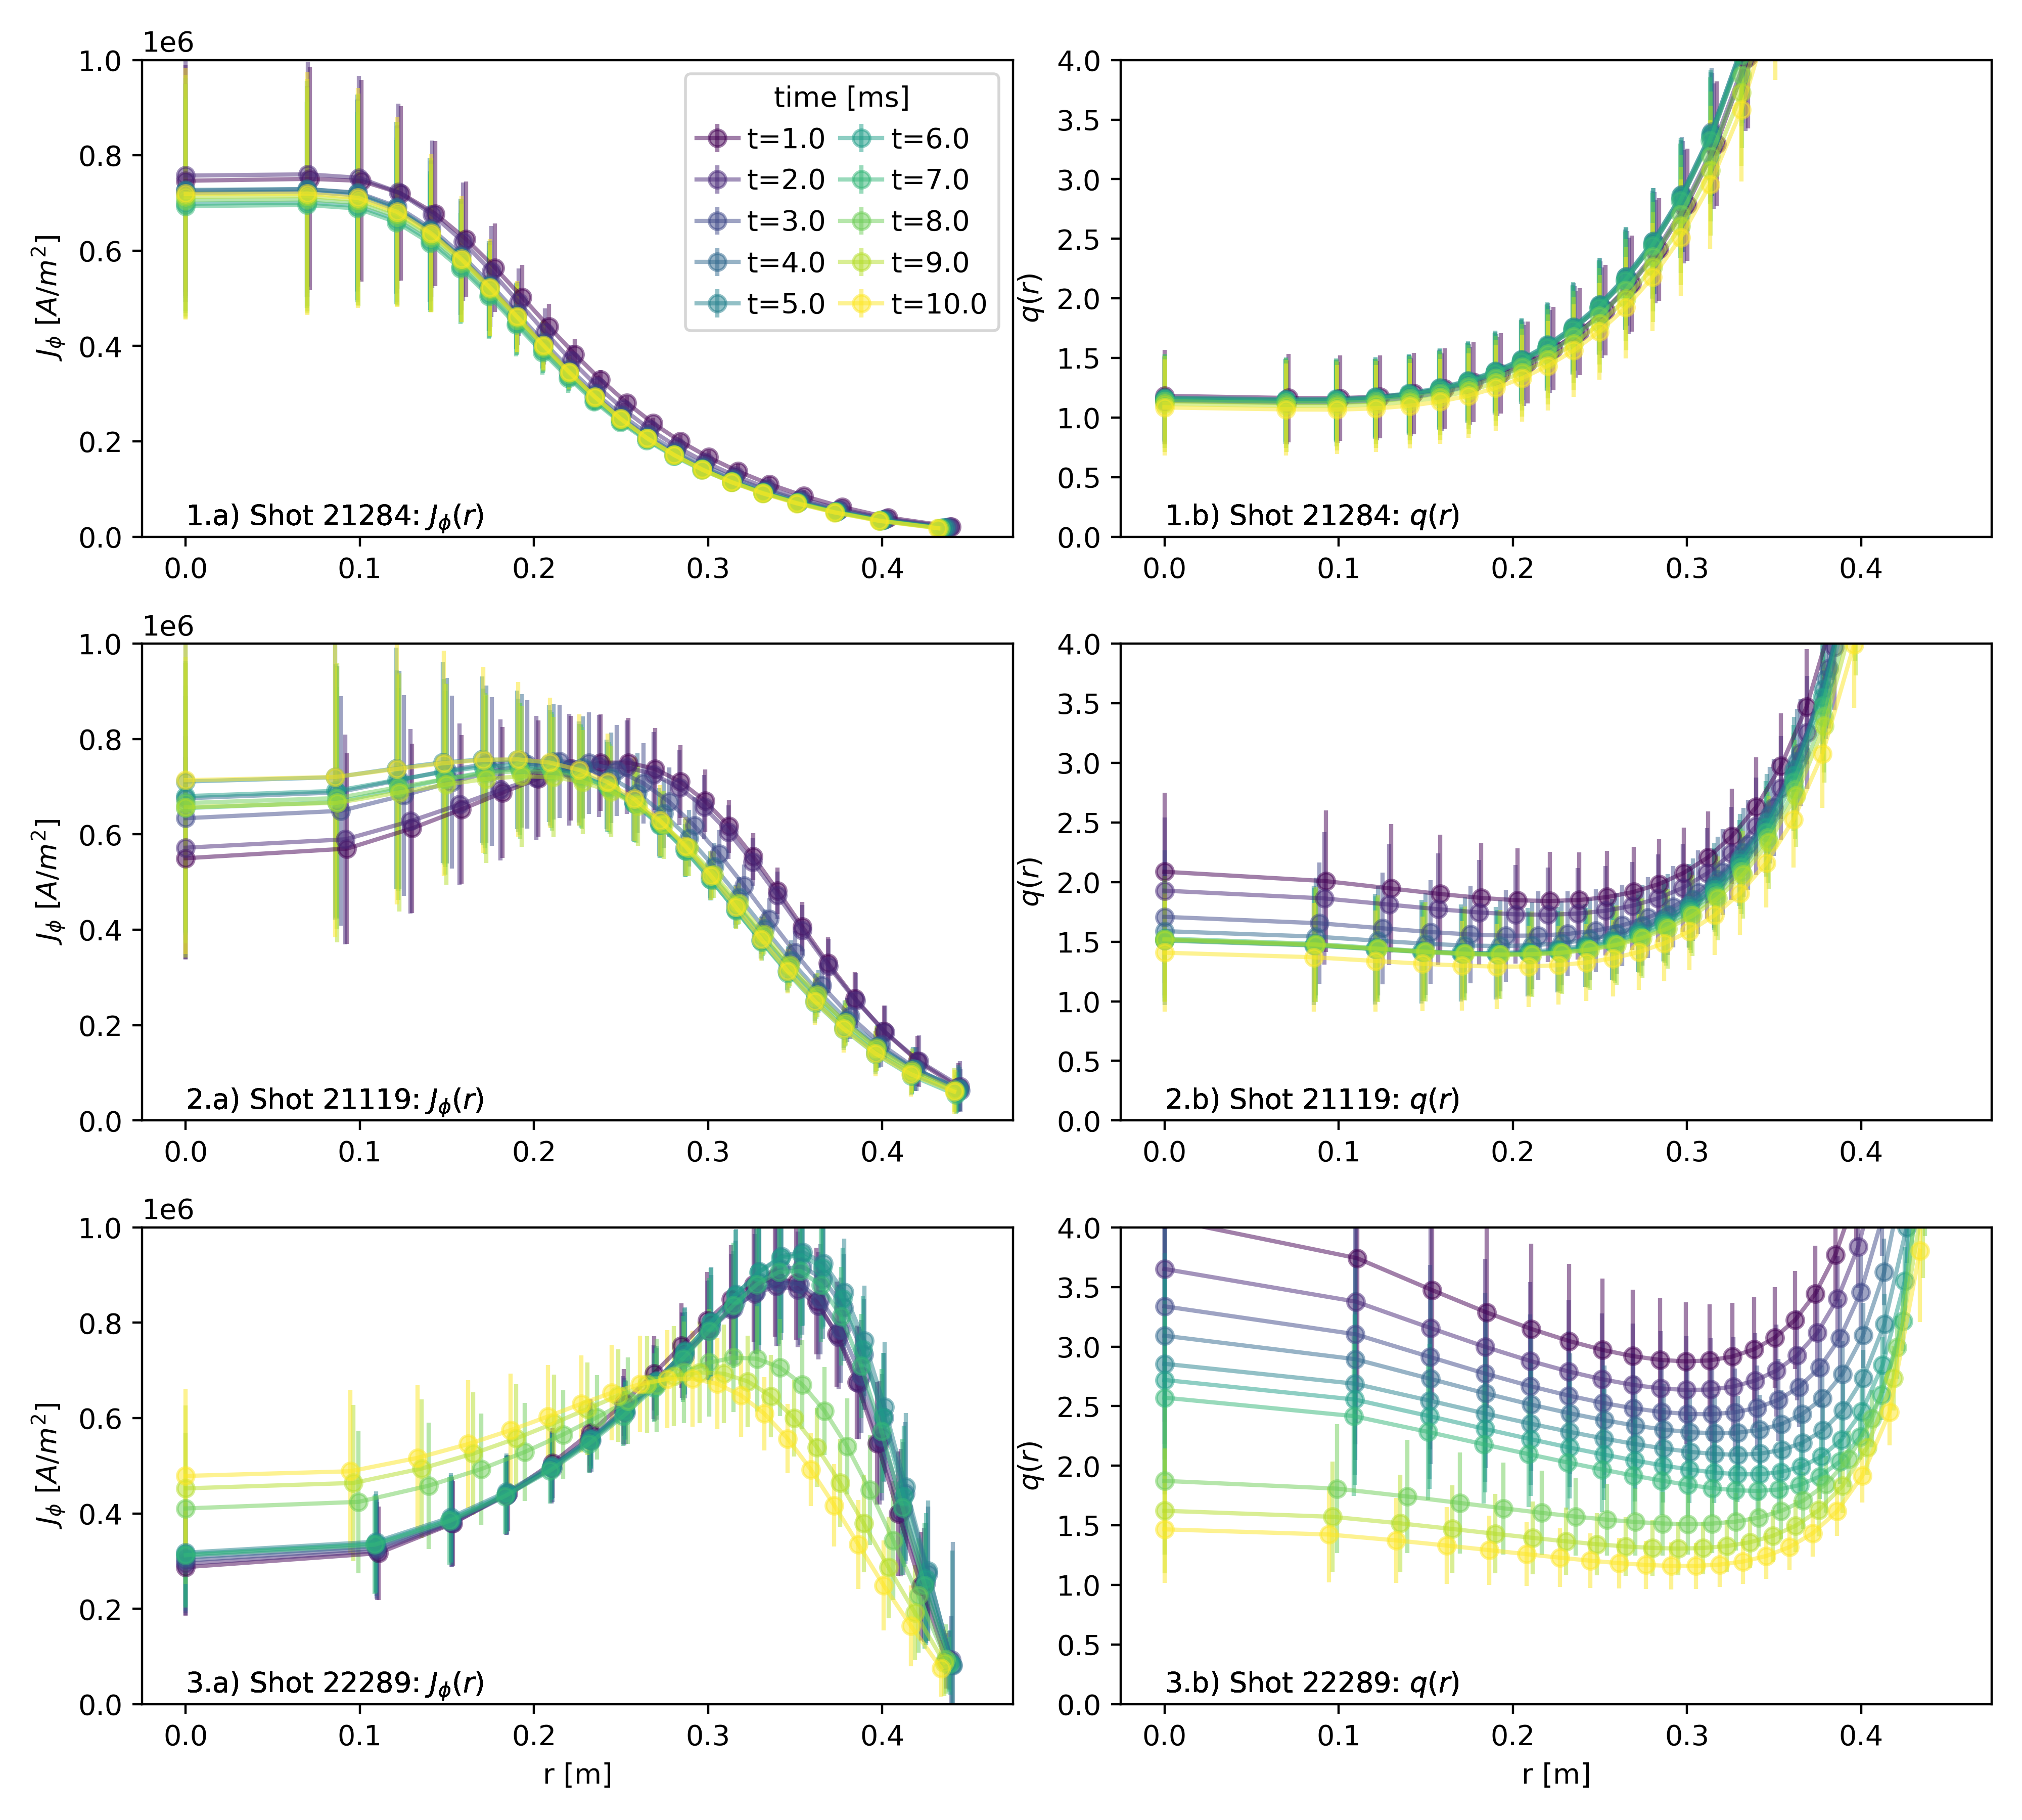 1e6
1.0
0.8
0.6
0.4
0.2
0.0
J_ϕ [A/m²]
time [ms]
t=1.0 t=6.0
t=2.0 t=7.0
t=3.0 t=8.0
t=4.0 t=9.0
t=5.0 t=10.0
1.a) Shot 21284: J_ϕ(r)
0.0 0.1 0.2 0.3 0.4
4.0
3.5
3.0
2.5
2.0
1.5
1.0
0.5
0.0
q(r)
1.b) Shot 21284: q(r)
0.0 0.1 0.2 0.3 0.4
1e6
1.0
0.8
0.6
0.4
0.2
0.0
J_ϕ [A/m²]
2.a) Shot 21119: J_ϕ(r)
0.0 0.1 0.2 0.3 0.4
4.0
3.5
3.0
2.5
2.0
1.5
1.0
0.5
0.0
q(r)
2.b) Shot 21119: q(r)
0.0 0.1 0.2 0.3 0.4
1e6
1.0
0.8
0.6
0.4
0.2
0.0
J_ϕ [A/m²]
3.a) Shot 22289: J_ϕ(r)
0.0 0.1 0.2 0.3 0.4
r [m]
4.0
3.5
3.0
2.5
2.0
1.5
1.0
0.5
0.0
q(r)
3.b) Shot 22289: q(r)
0.0 0.1 0.2 0.3 0.4
r [m]